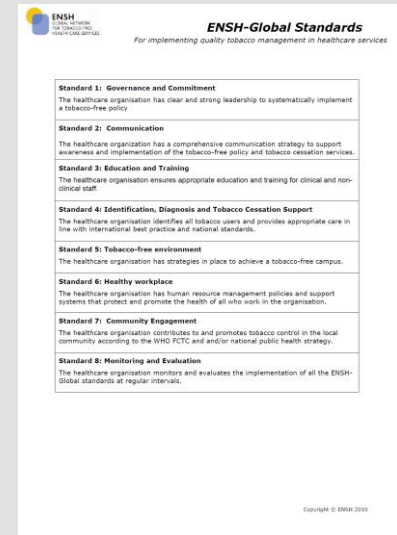 ENSH
GLOBAL NETWORK
FOR TOBACCO FREE
HEALTH CARE SERVICES
ENSH-Global Standards
For implementing quality tobacco management in healthcare services
Standard 1: Governance and Commitment
The healthcare organisation has clear and strong leadership to systematically implement
a tobacco-free policy
Standard 2: Communication
The healthcare organization has a comprehensive communication strategy to support
awareness and implementation of the tobacco-free policy and tobacco cessation services.
Standard 3: Education and Training
The healthcare organisation ensures appropriate education and training for clinical and non-
clinical staff.
Standard 4: Identification, Diagnosis and Tobacco Cessation Support
The healthcare organisation identifies all tobacco users and provides appropriate care in
line with international best practice and national standards.
Standard 5: Tobacco-free environment
The healthcare organisation has strategies in place to achieve a tobacco-free campus.
Standard 6: Healthy workplace
The healthcare organisation has human resource management policies and support
systems that protect and promote the health of all who work in the organisation.
Standard 7: Community Engagement
The healthcare organisation contributes to and promotes tobacco control in the local
community according to the WHO FCTC and and/or national public health strategy.
Standard 8: Monitoring and Evaluation
The healthcare organisation monitors and evaluates the implementation of all the ENSH-
Global standards at regular intervals.
Copyright © ENSH 2016